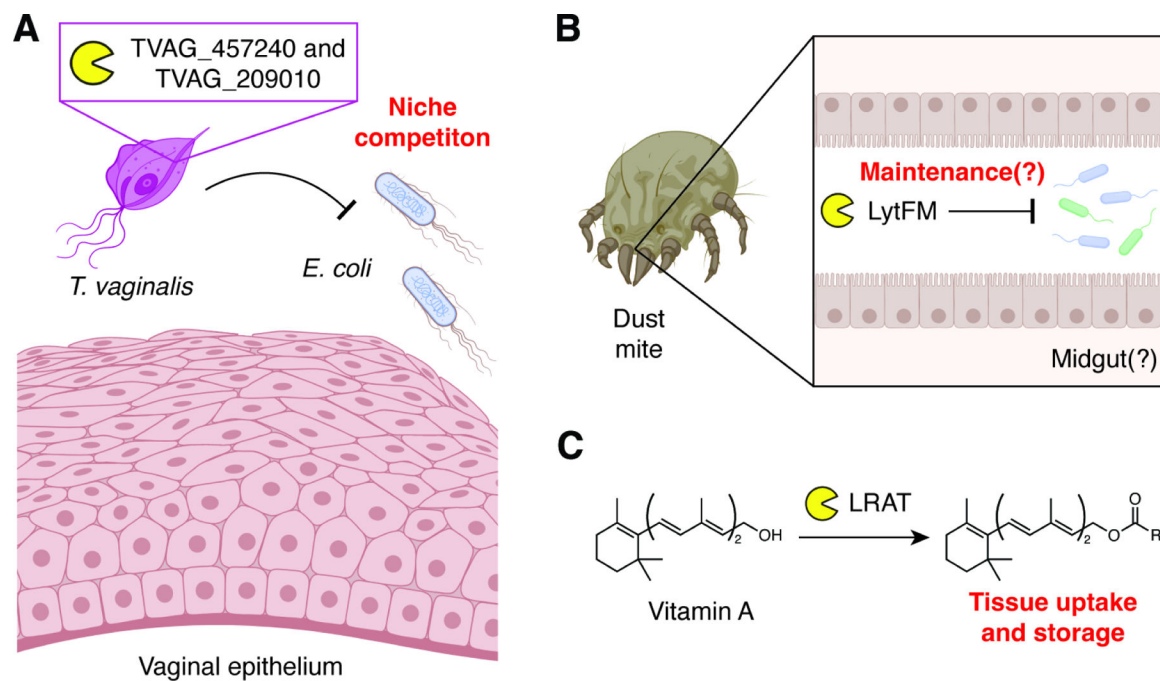 A
TVAG_457240 and
TVAG_209010
Niche
competiton
T. vaginalis
E. coli
Vaginal epithelium
B
Dust
mite
Maintenance(?)
LytFM
Midgut(?)
C
2
OH
Vitamin A
LRAT
2
O
O
R
Tissue uptake
and storage